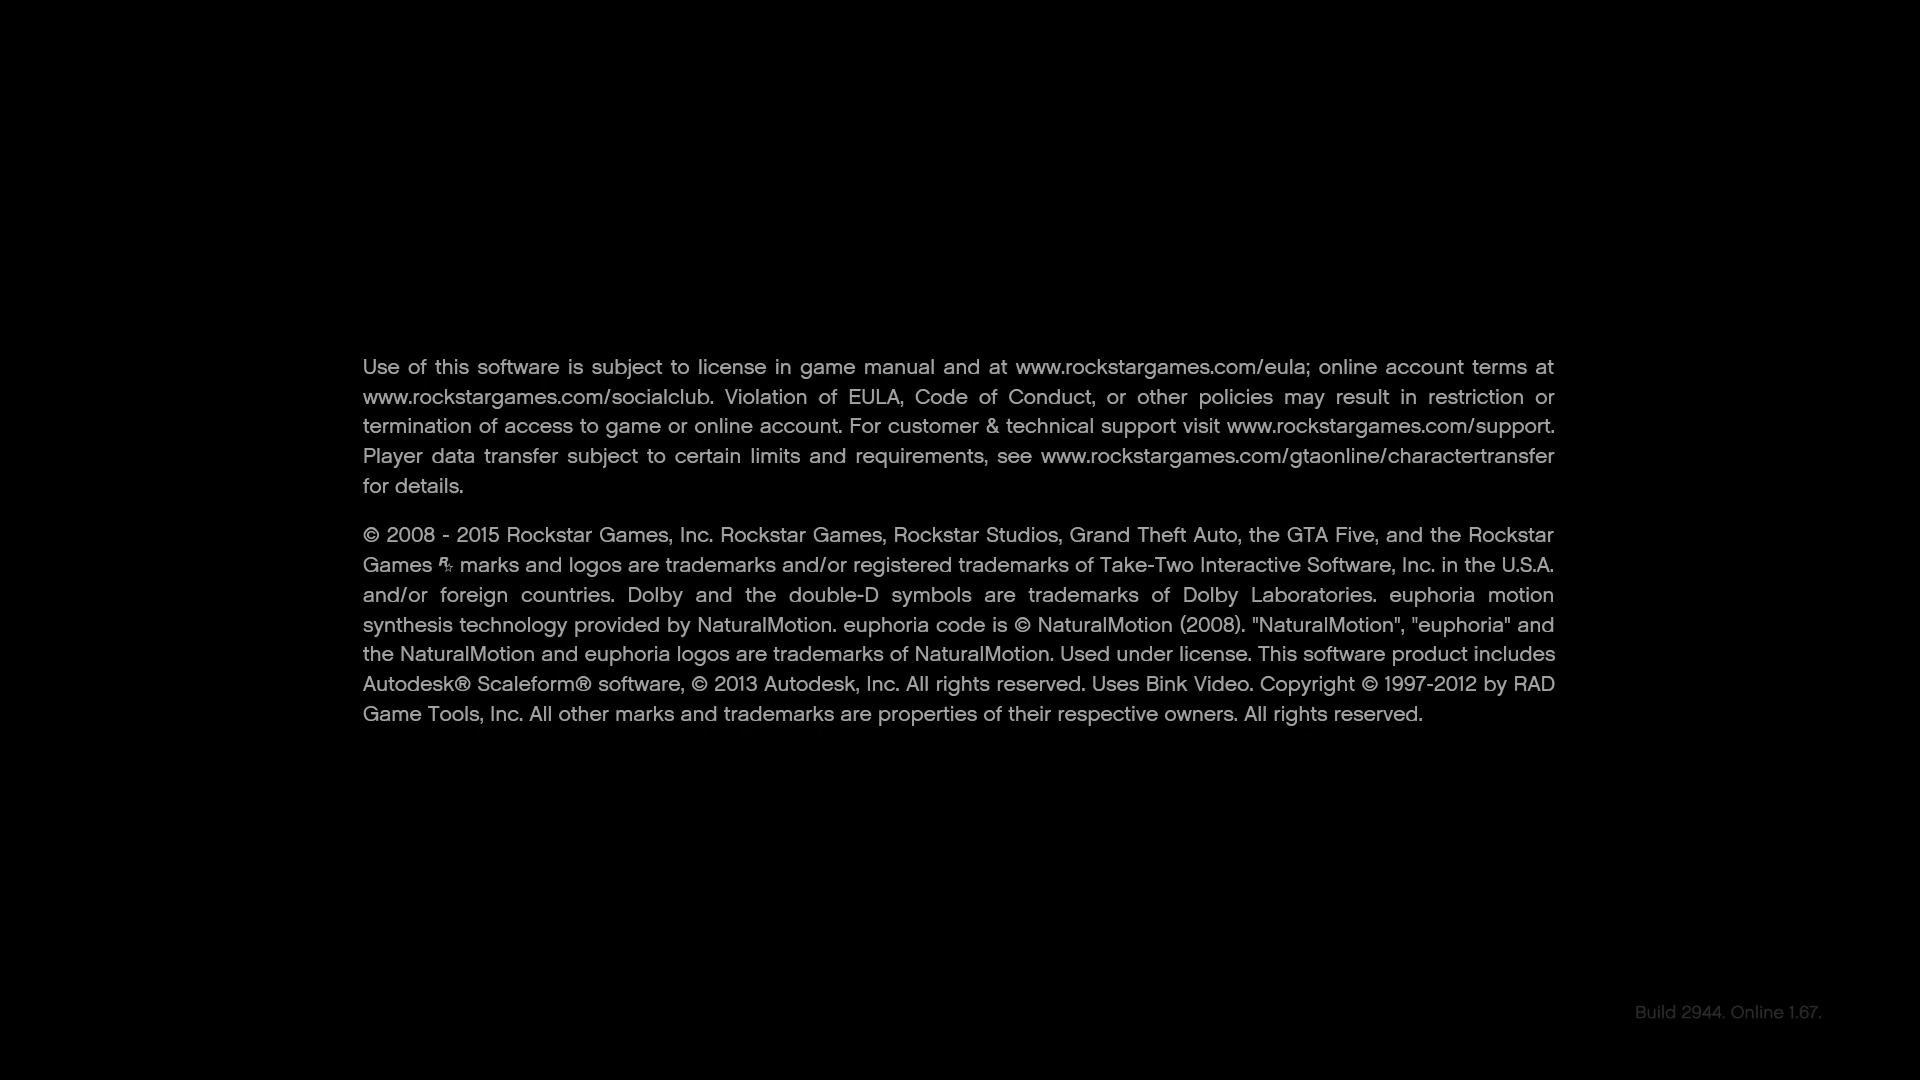 Use of this software is subject to license in game manual and at www.rockstargames.com/eula; online account terms at
www.rockstargames.com/socialclub. Violation of EULA, Code of Conduct, or other policies may result in restriction or
termination of access to game or online account. For customer & technical support visit www.rockstargames.com/support.
Player data transfer subject to certain limits and requirements, see www.rockstargames.com/gtaonline/charactertransfer
for details.
© 2008 - 2015 Rockstar Games, Inc. Rockstar Games, Rockstar Studios, Grand Theft Auto, the GTA Five, and the Rockstar
Games R☆ marks and logos are trademarks and/or registered trademarks of Take-Two Interactive Software, Inc. in the U.S.A.
and/or foreign countries. Dolby and the double-D symbols are trademarks of Dolby Laboratories. euphoria motion
synthesis technology provided by NaturalMotion. euphoria code is © NaturalMotion (2008). "NaturalMotion", "euphoria" and
the NaturalMotion and euphoria logos are trademarks of NaturalMotion. Used under license. This software product includes
Autodesk® Scaleform® software, © 2013 Autodesk, Inc. All rights reserved. Uses Bink Video. Copyright © 1997-2012 by RAD
Game Tools, Inc. All other marks and trademarks are properties of their respective owners. All rights reserved.
Build 2944. Online 1.67.